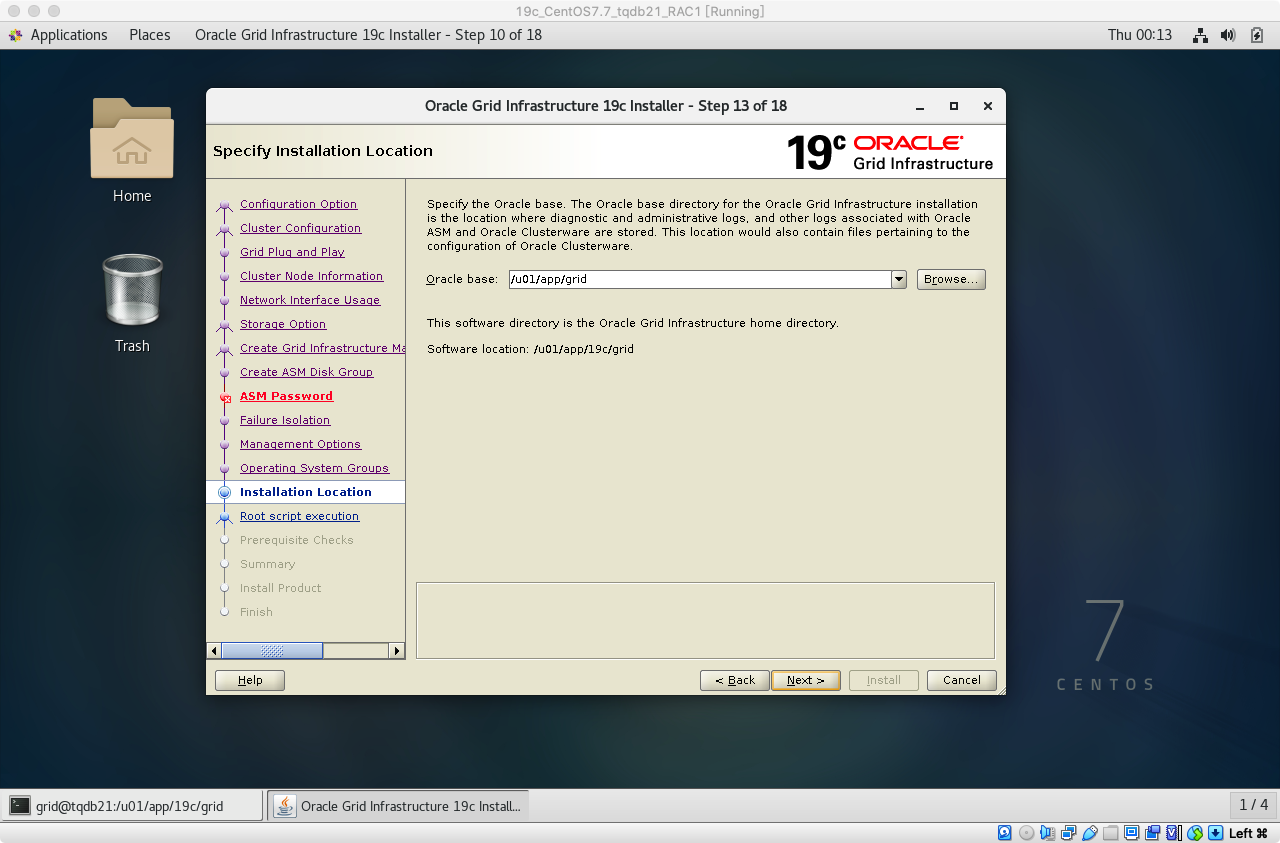 19c_CentOS7.7_tqdb21_RAC1 [Running]
Applications Places Oracle Grid Infrastructure 19c Installer - Step 10 of 18 Thu 00:13
Home
Trash
Oracle Grid Infrastructure 19c Installer - Step 13 of 18
Specify Installation Location
19c ORACLE
Grid Infrastructure
Configuration Option
Cluster Configuration
Grid Plug and Play
Cluster Node Information
Network Interface Usage
Storage Option
Create Grid Infrastructure Ma
Create ASM Disk Group
ASM Password
Failure Isolation
Management Options
Operating System Groups
Installation Location
Root script execution
Prerequisite Checks
Summary
Install Product
Finish
Specify the Oracle base. The Oracle base directory for the Oracle Grid Infrastructure installation
is the location where diagnostic and administrative logs, and other logs associated with Oracle
ASM and Oracle Clusterware are stored. This location would also contain files pertaining to the
configuration of Oracle Clusterware.
Oracle base: /u01/app/grid Browse...
This software directory is the Oracle Grid Infrastructure home directory.
Software location: /u01/app/19c/grid
Help < Back Next > Install Cancel
7
CENTOS
grid@tqdb21:/u01/app/19c/grid Oracle Grid Infrastructure 19c Install... 1 / 4
Left ⌘